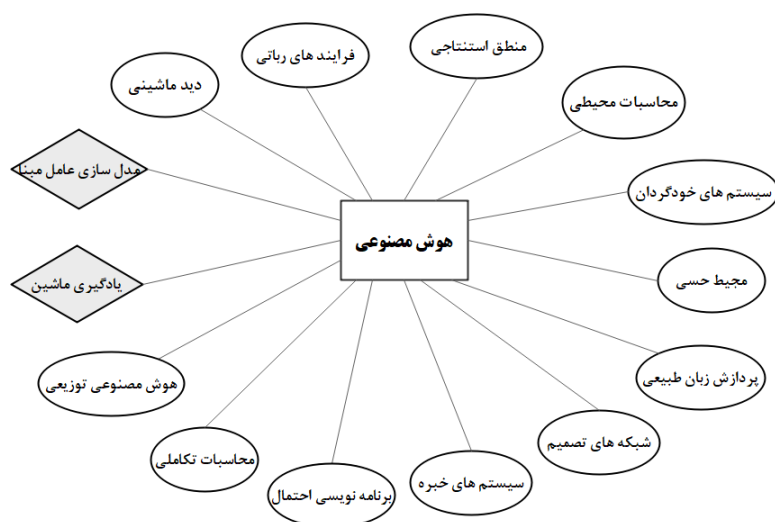 منطق استنتاجی
فرایند های رباتی
دید ماشینی
محاسبات محیطی
مدل سازی عامل مبنا
سیستم های خودگردان
هوش مصنوعی
یادگیری ماشین
مجیط حسی
هوش مصنوعی توزیعی
پردازش زبان طبیعی
محاسبات تکاملی
شبکه های تصمیم
برنامه نویسی احتمال
سیستم های خبره